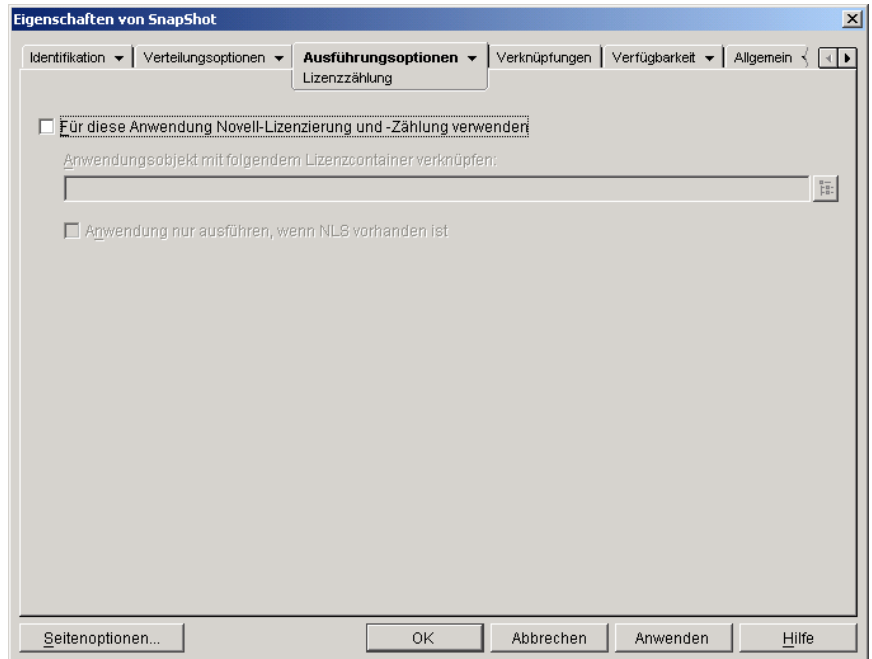 Eigenschaften von SnapShot
Identifikation Verteilungsoptionen Ausführungsoptionen Verknüpfungen Verfügbarkeit Allgemein
Lizenzzählung
Für diese Anwendung Novell-Lizenzierung und -Zählung verwenden
Anwendungsobjekt mit folgendem Lizenzcontainer verknüpfen:
Anwendung nur ausführen, wenn NLS vorhanden ist
Seitenoptionen... OK Abbrechen Anwenden Hilfe